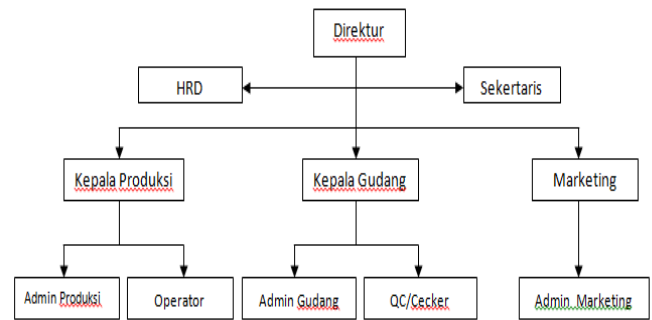 Direktur
HRD
Sekertaris
Kepala Produksi
Kepala Gudang
Marketing
Admin Produksi
Operator
Admin Gudang
QC/Cecker
Admin Marketing